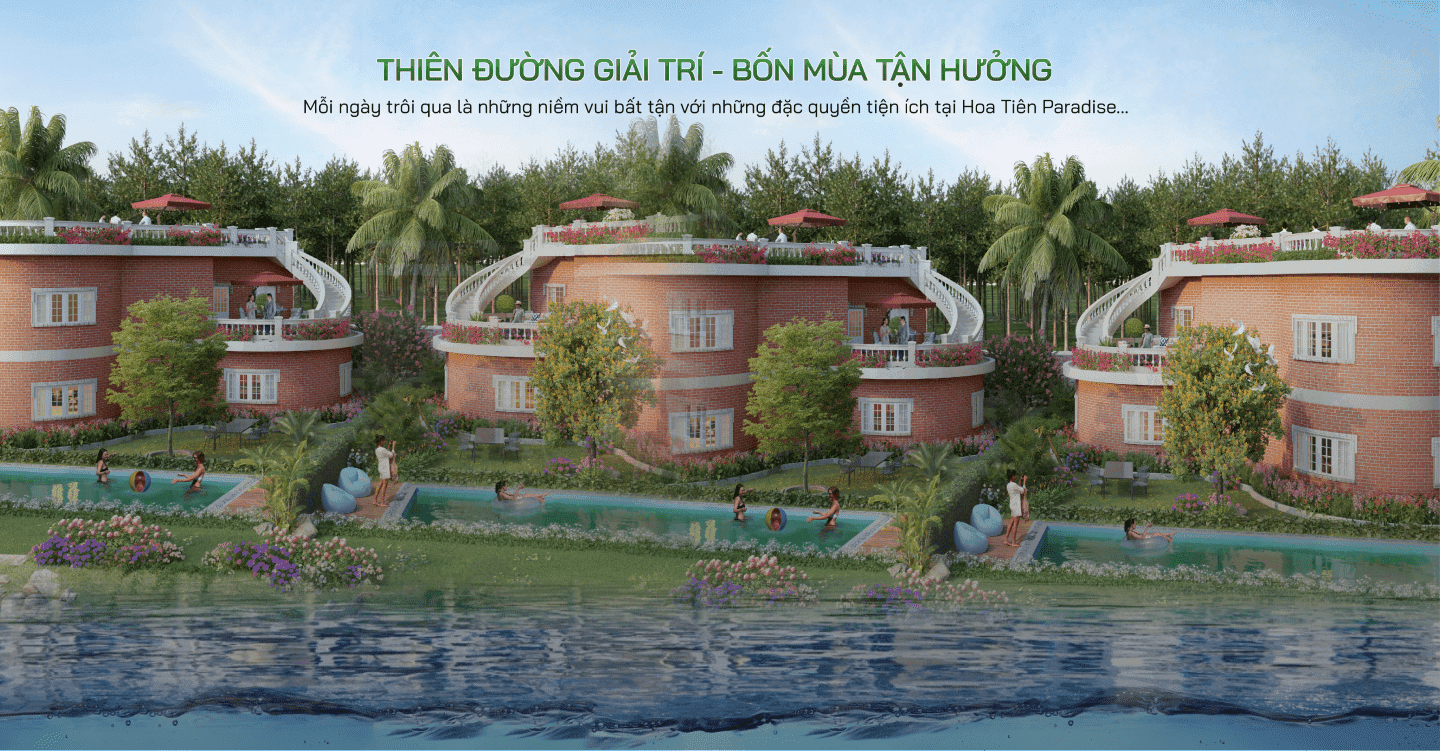 THIÊN ĐƯỜNG GIẢI TRÍ - BỐN MÙA TẬN HƯỞNG
Mỗi ngày trôi qua là những niềm vui bất tận với những đặc quyền tiện ích tại Hoa Tiên Paradise...